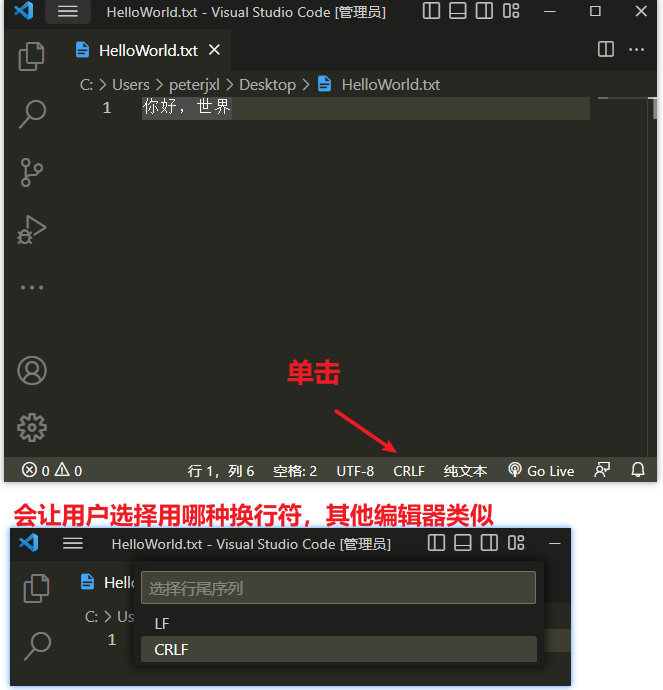 HelloWorld.txt - Visual Studio Code [管理员]
HelloWorld.txt
C: > Users > peterjxl > Desktop > HelloWorld.txt
1 你好，世界
单击
0 0 行 1，列 6 空格: 2 UTF-8 CRLF 纯文本 Go Live
会让用户选择用哪种换行符，其他编辑器类似
HelloWorld.txt - Visual Studio Code [管理员]
Hello
选择行尾序列
C: > Us
LF
1
CRLF